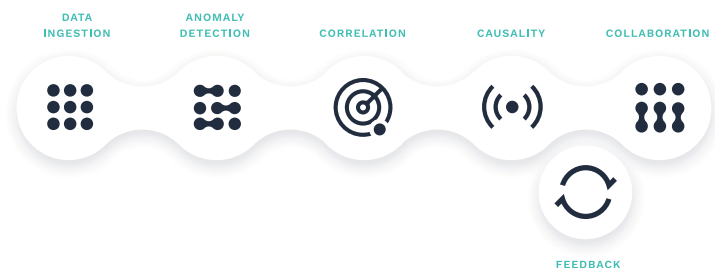 DATA
INGESTION
ANOMALY
DETECTION
CORRELATION
CAUSALITY
COLLABORATION
FEEDBACK